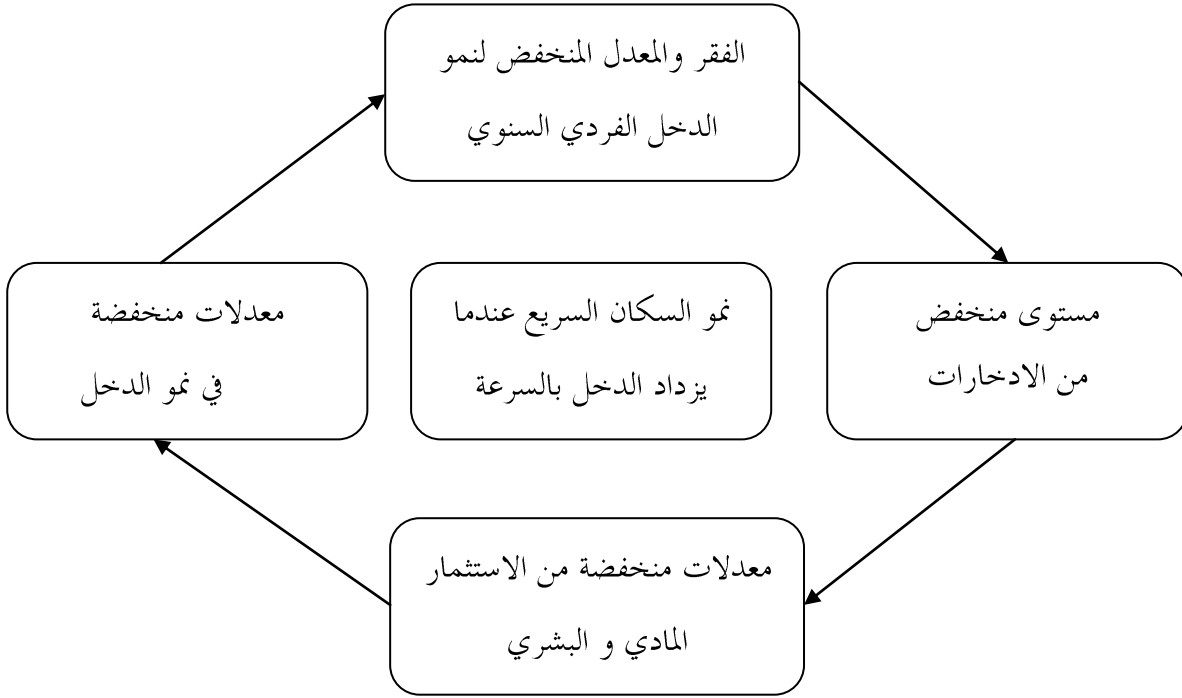 الفقر والمعدل المنخفض لنمو
الدخل الفردي السنوي
مستوى منخفض
من الادخارات
نمو السكان السريع عندما
يزداد الدخل بالسرعة
معدلات منخفضة
في نمو الدخل
معدلات منخفضة من الاستثمار
المادي و البشري